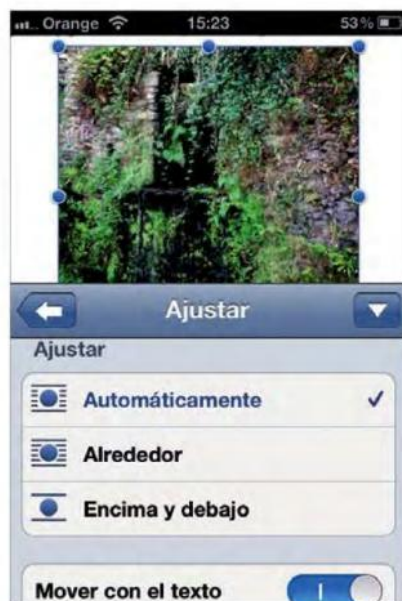 Orange 15:23 53%
Ajustar
Ajustar
Automáticamente
Alrededor
Encima y debajo
Mover con el texto